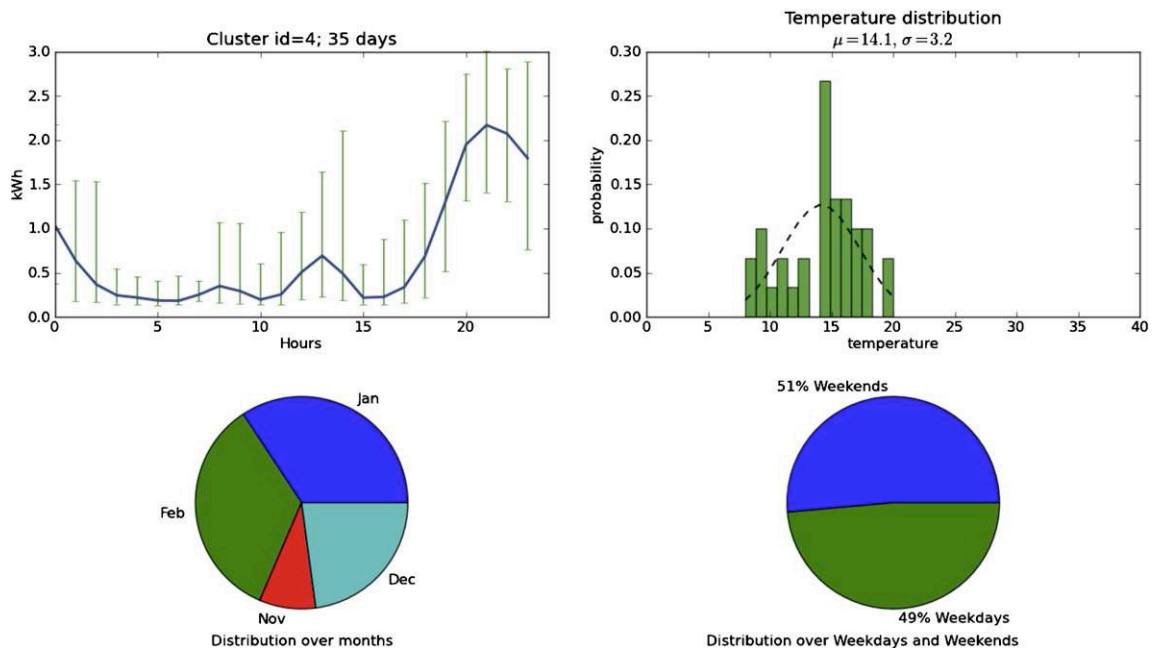 Cluster id=4; 35 days
3.0
2.5
2.0
1.5
1.0
0.5
0.0
kWh
0 5 10 15 20
Hours
Temperature distribution
μ=14.1, σ=3.2
0.30
0.25
0.20
0.15
0.10
0.05
0.00
probability
0 5 10 15 20 25 30 35 40
temperature
Jan
Feb
Nov
Dec
Distribution over months
51% Weekends
49% Weekdays
Distribution over Weekdays and Weekends